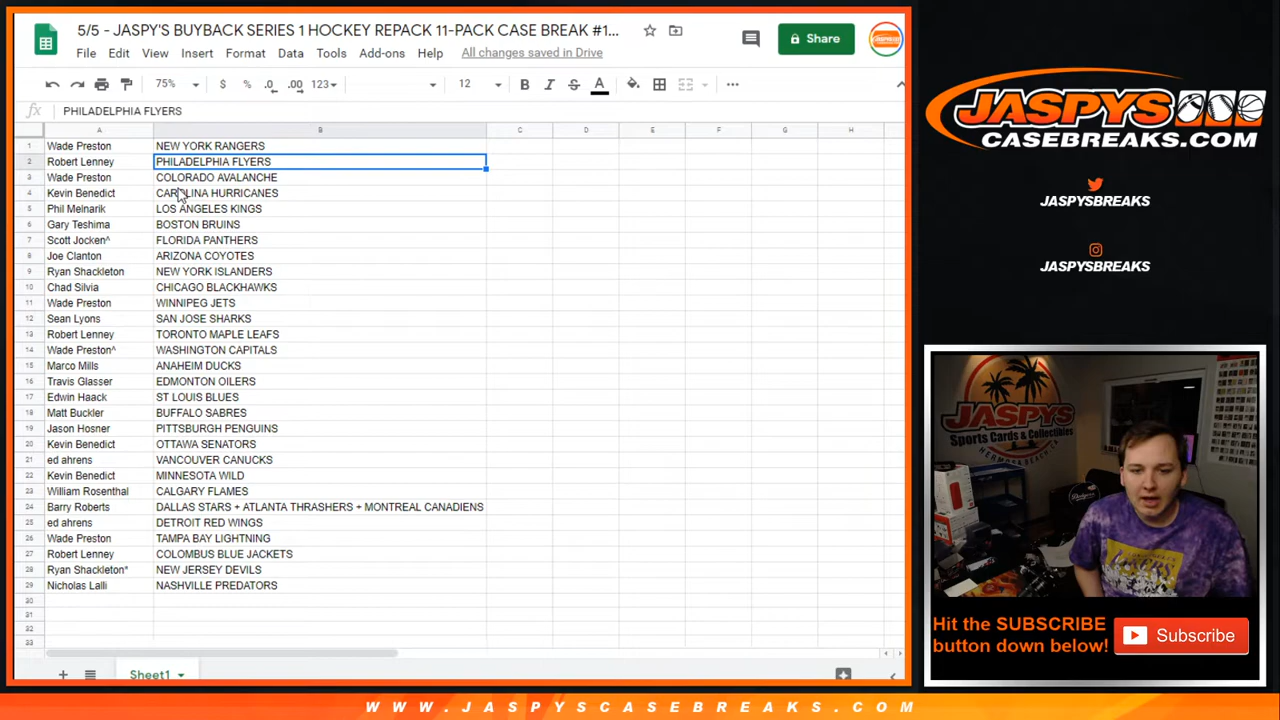 5/5 - JASPY'S BUYBACK SERIES 1 HOCKEY REPACK 11-PACK CASE BREAK #1...
Share
File Edit View Insert Format Data Tools Add-ons Help All changes saved in Drive
75% $ % .0 .00 123 12 B I S A
fx PHILADELPHIA FLYERS
A B C D E F G H
1 Wade Preston NEW YORK RANGERS
2 Robert Lenney PHILADELPHIA FLYERS
3 Wade Preston COLORADO AVALANCHE
4 Kevin Benedict CAROLINA HURRICANES
5 Phil Melnarik LOS ANGELES KINGS
6 Gary Teshima BOSTON BRUINS
7 Scott Jocken^ FLORIDA PANTHERS
8 Joe Clanton ARIZONA COYOTES
9 Ryan Shackleton NEW YORK ISLANDERS
10 Chad Silvia CHICAGO BLACKHAWKS
11 Wade Preston WINNIPEG JETS
12 Sean Lyons SAN JOSE SHARKS
13 Robert Lenney TORONTO MAPLE LEAFS
14 Wade Preston^ WASHINGTON CAPITALS
15 Marco Mills ANAHEIM DUCKS
16 Travis Glasser EDMONTON OILERS
17 Edwin Haack ST LOUIS BLUES
18 Matt Buckler BUFFALO SABRES
19 Jason Hosner PITTSBURGH PENGUINS
20 Kevin Benedict OTTAWA SENATORS
21 ed ahrens VANCOUVER CANUCKS
22 Kevin Benedict MINNESOTA WILD
23 William Rosenthal CALGARY FLAMES
24 Barry Roberts DALLAS STARS + ATLANTA THRASHERS + MONTREAL CANADIENS
25 ed ahrens DETROIT RED WINGS
26 Wade Preston TAMPA BAY LIGHTNING
27 Robert Lenney COLOMBUS BLUE JACKETS
28 Ryan Shackleton* NEW JERSEY DEVILS
29 Nicholas Lalli NASHVILLE PREDATORS
30
31
32
33
Sheet1
JASPYS
CASEBREAKS.COM
JASPYSBREAKS
JASPYSBREAKS
JASPYS
Sports Cards & Collectibles
HERMOSA BEACH, CA
Hit the SUBSCRIBE
button down below!
Subscribe
WWW.JASPYSCASEBREAKS.COM